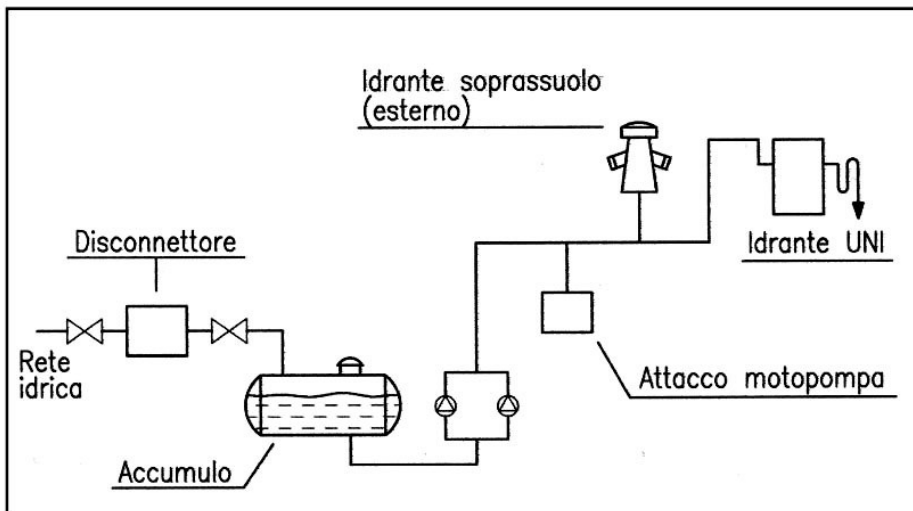 Idrante soprassuolo
(esterno)
Disconnettore
Idrante UNI
Rete
idrica
Attacco motopompa
Accumulo